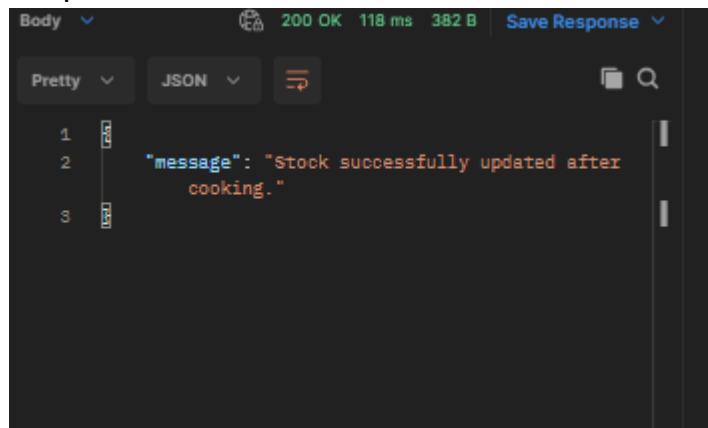 Body 200 OK 118 ms 382 B Save Response
Pretty JSON
1 {
2 "message": "Stock successfully updated after
cooking."
3 }